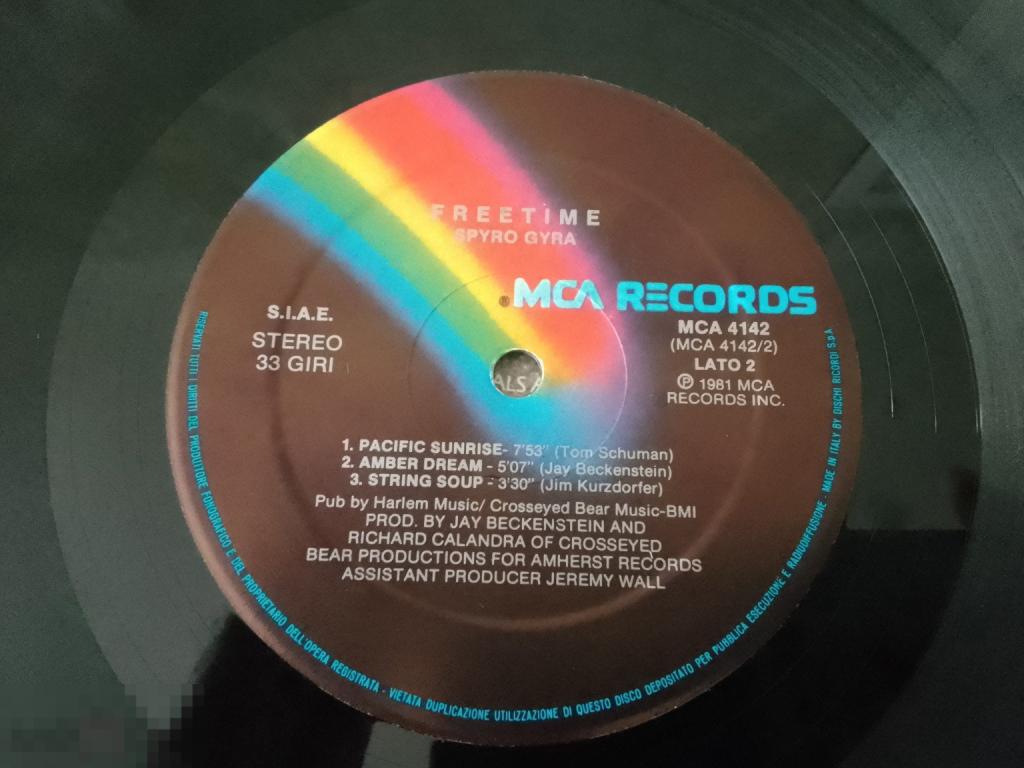 FREETIME
SPYRO GYRA
® MCA RECORDS
S.I.A.E.
STEREO
33 GIRI
MCA 4142
(MCA 4142/2)
LATO 2
℗ 1981 MCA
RECORDS INC.
1. PACIFIC SUNRISE- 7'53" (Tom Schuman)
2. AMBER DREAM - 5'07" (Jay Beckenstein)
3. STRING SOUP - 3'30" (Jim Kurzdorfer)
Pub by Harlem Music/ Crosseyed Bear Music-BMI
PROD. BY JAY BECKENSTEIN AND
RICHARD CALANDRA OF CROSSEYED
BEAR PRODUCTIONS FOR AMHERST RECORDS
ASSISTANT PRODUCER JEREMY WALL
RISERVATI TUTTI I DIRITTI DEL PRODUTTORE FONOGRAFICO E DEL PROPRIETARIO DELL'OPERA REGISTRATA - VIETATA DUPLICAZIONE UTILIZZAZIONE DI QUESTO DISCO DEPOSITATO PER PUBBLICA ESECUZIONE E RADIODIFFUSIONE - MADE IN ITALY BY DISCHI RICORDI S.p.A